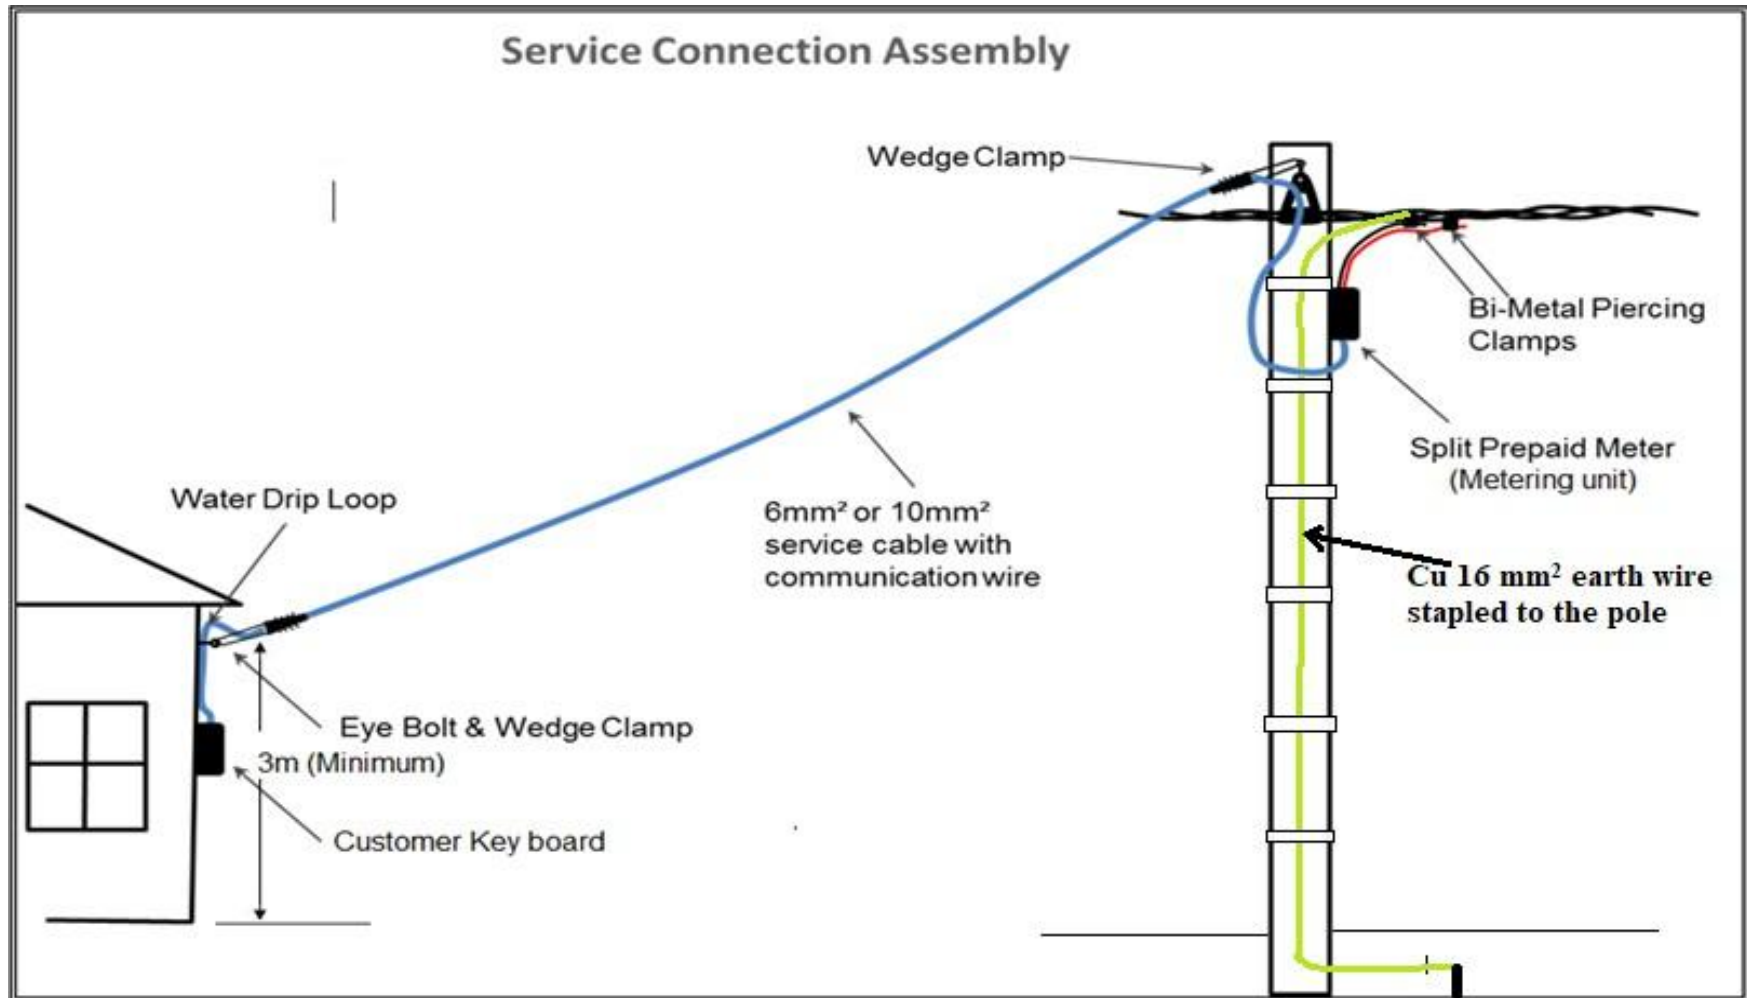 Service Connection Assembly
Wedge Clamp
Bi-Metal Piercing
Clamps
Split Prepaid Meter
(Metering unit)
Water Drip Loop
6mm² or 10mm²
service cable with
communication wire
Cu 16 mm² earth wire
stapled to the pole
Eye Bolt & Wedge Clamp
3m (Minimum)
Customer Key board